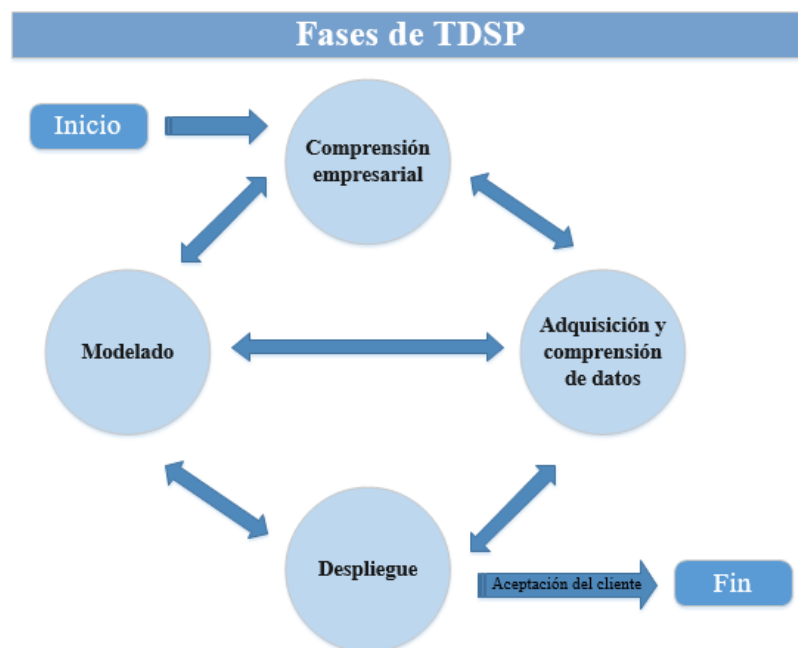 Fases de TDSP
Inicio
Comprensión
empresarial
Modelado
Adquisición y
comprensión
de datos
Despliegue
Aceptación del cliente
Fin